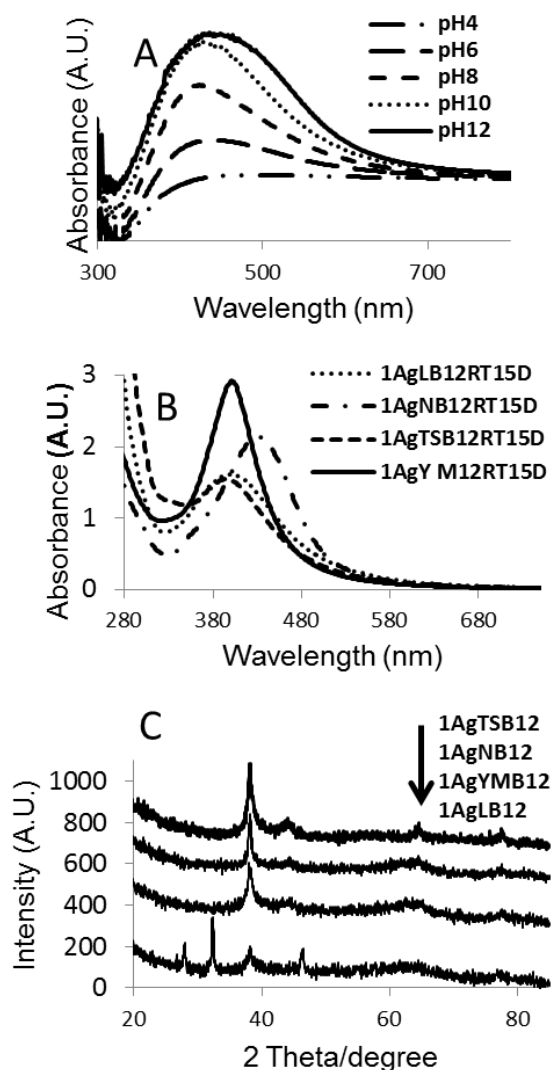 A
pH4
pH6
pH8
pH10
pH12
Absorbance (A.U.)
300 500 700
Wavelength (nm)
B
1AgLB12RT15D
1AgNB12RT15D
1AgTSB12RT15D
1AgY M12RT15D
Absorbance (A.U.)
3
2
1
0
280 380 480 580 680
Wavelength (nm)
C
1AgTSB12
1AgNB12
1AgYMB12
1AgLB12
Intensity (A.U.)
1000
800
600
400
200
0
20 40 60 80
2 Theta/degree